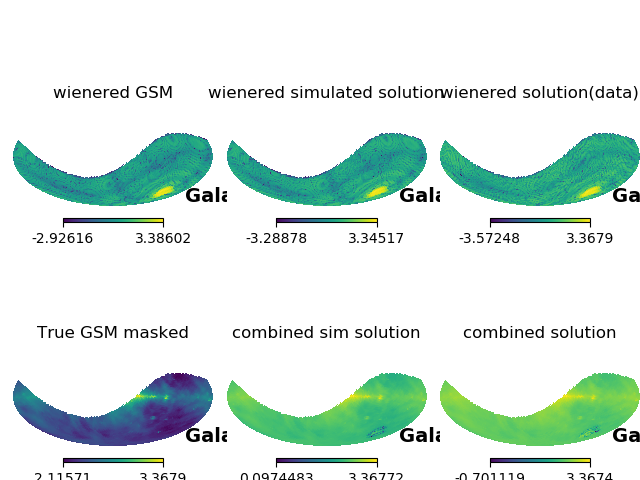 wienered GSM
wienered simulated solution
wienered solution(data)
Gala
Gala
Ga
-2.92616 3.38602
-3.28878 3.34517
-3.57248 3.3679
True GSM masked
combined sim solution
combined solution
Gala
Gala
Ga
2.11571 3.3679
0.0974483 3.36772
-0.701119 3.3674